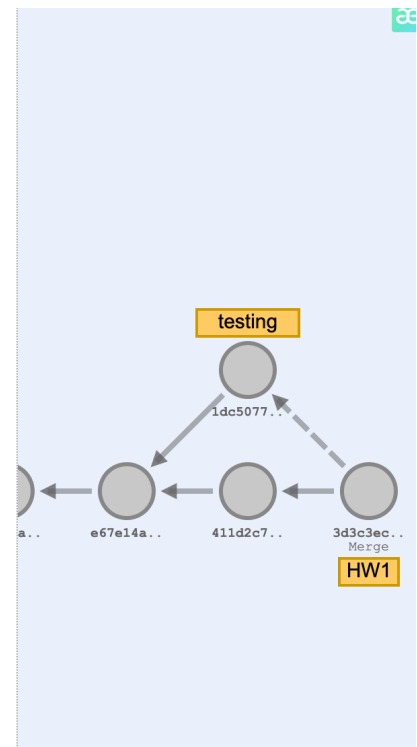 æ
testing
1dc5077..
a.. e67e14a.. 411d2c7.. 3d3c3ec..
Merge
HW1